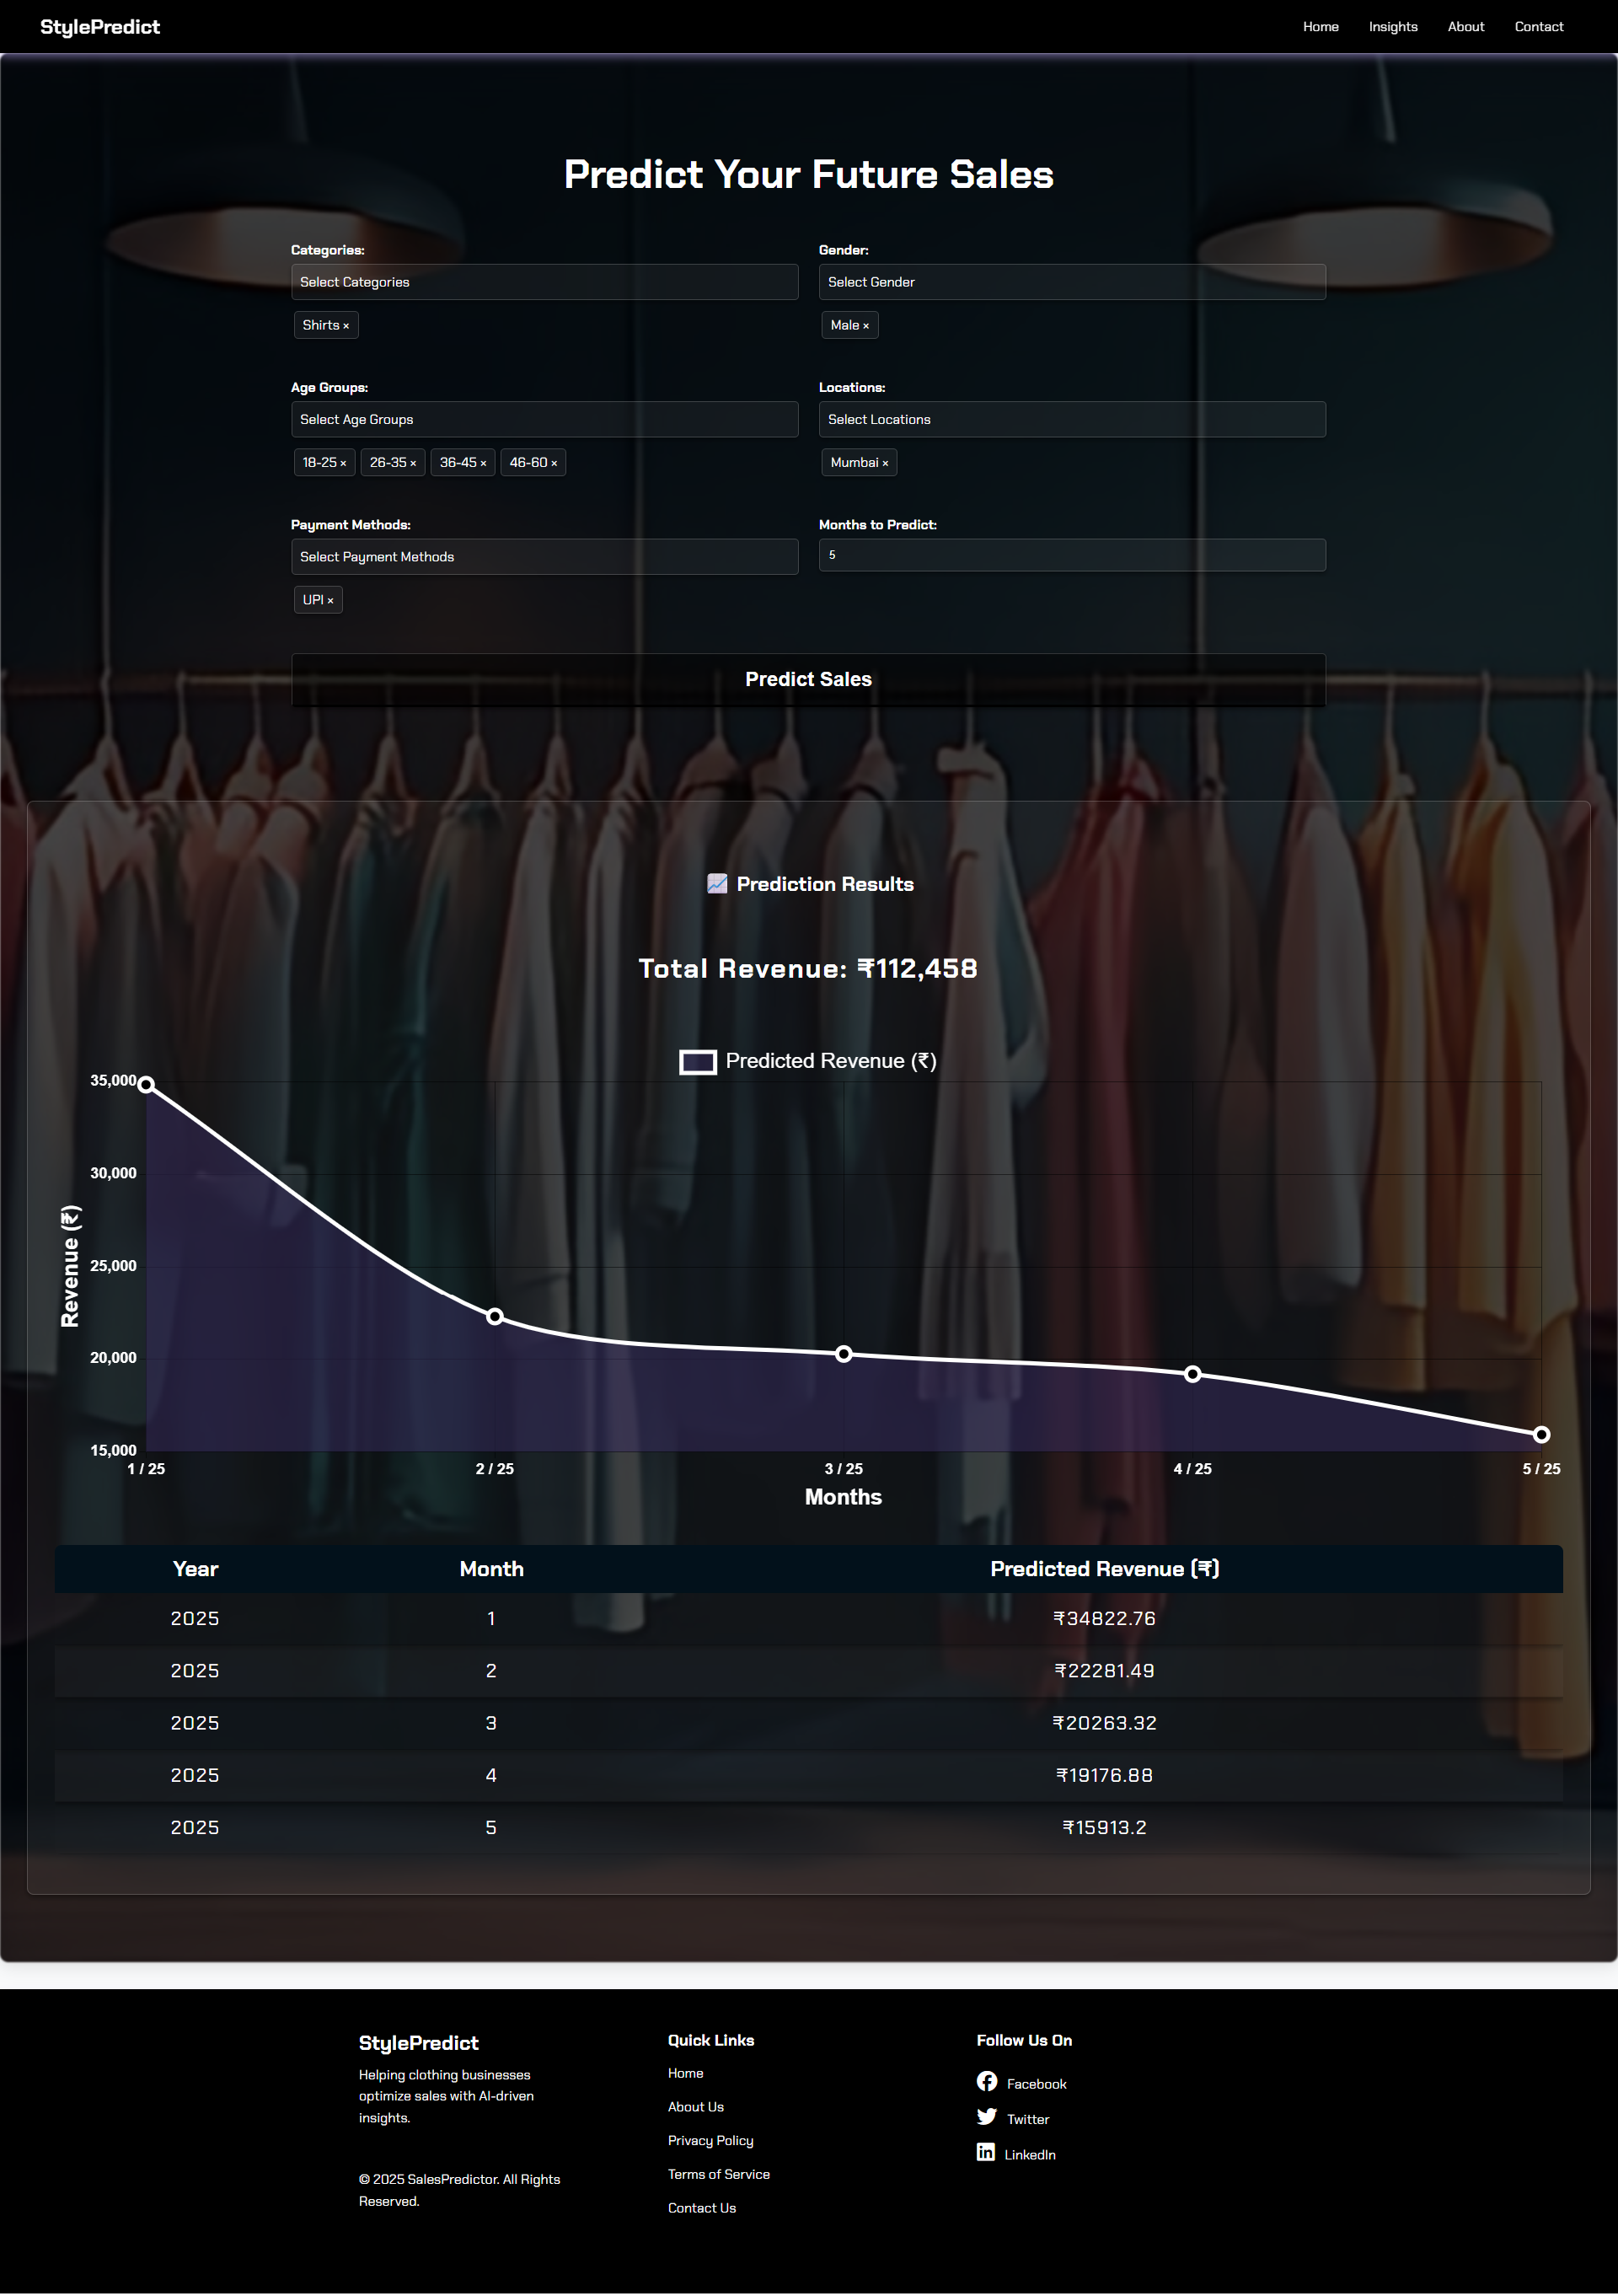 StylePredict
Home Insights About Contact
Predict Your Future Sales
Categories: Gender:
Select Categories Select Gender
Shirts × Male ×
Age Groups: Locations:
Select Age Groups Select Locations
18-25 × 26-35 × 36-45 × 46-60 × Mumbai ×
Payment Methods: Months to Predict:
Select Payment Methods 5
UPI ×
Predict Sales
📈 Prediction Results
Total Revenue: ₹112,458
Predicted Revenue (₹)
35,000
30,000
25,000
20,000
15,000
Revenue (₹)
1 / 25 2 / 25 3 / 25 4 / 25 5 / 25
Months
Year Month Predicted Revenue (₹)
2025 1 ₹34822.76
2025 2 ₹22281.49
2025 3 ₹20263.32
2025 4 ₹19176.88
2025 5 ₹15913.2
StylePredict
Helping clothing businesses
optimize sales with AI-driven
insights.
© 2025 SalesPredictor. All Rights
Reserved.
Quick Links
Home
About Us
Privacy Policy
Terms of Service
Contact Us
Follow Us On
Facebook
Twitter
LinkedIn